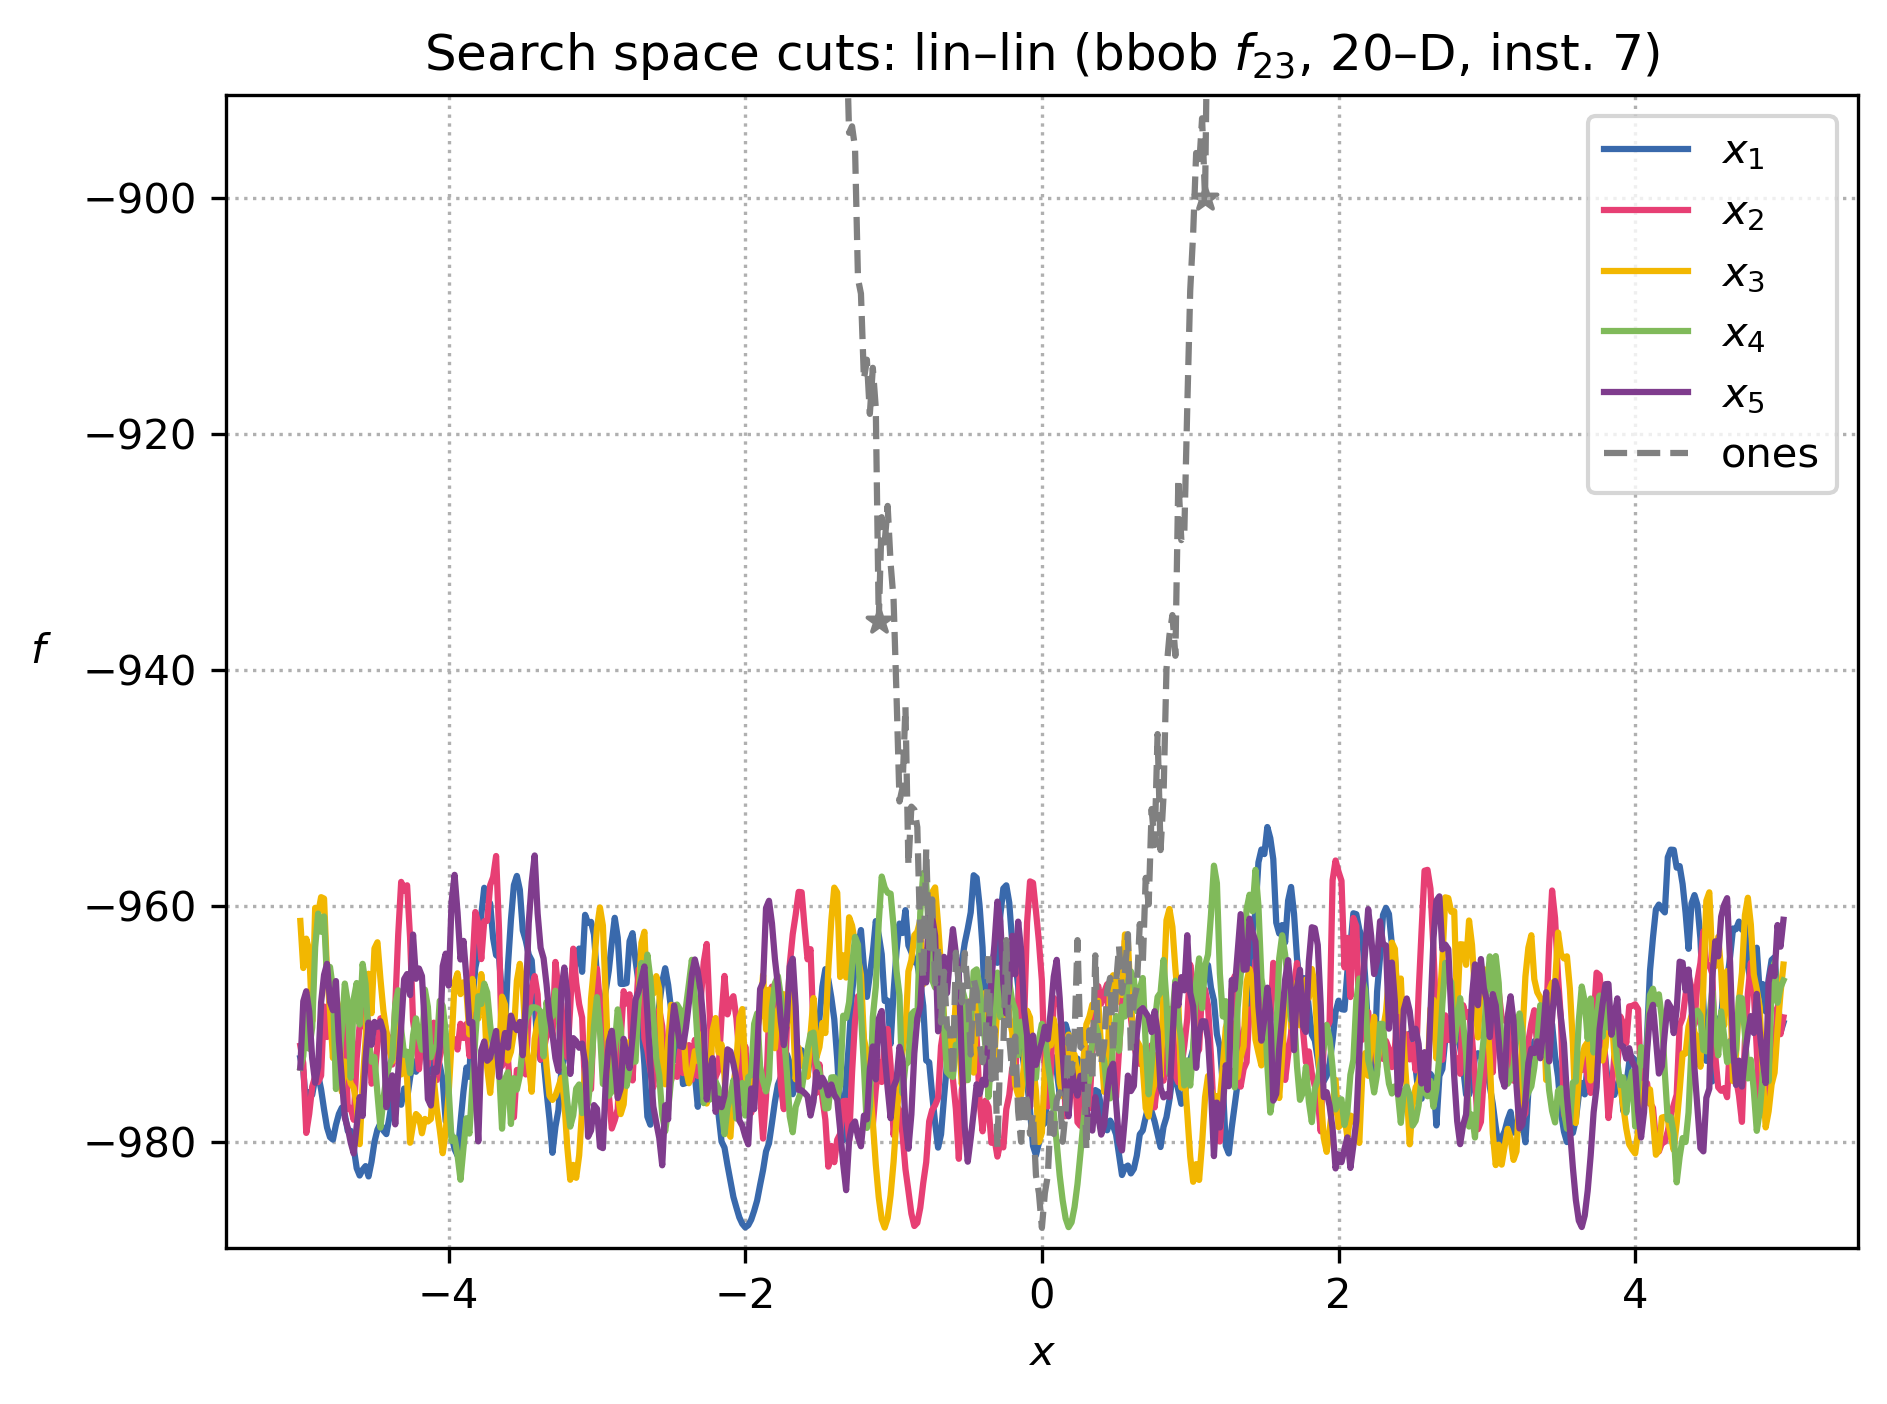 Search space cuts: lin–lin (bbob f₂₃, 20–D, inst. 7)
−900
−920
−940
−960
−980
f
−4
−2
0
2
4
x
x₁
x₂
x₃
x₄
x₅
ones